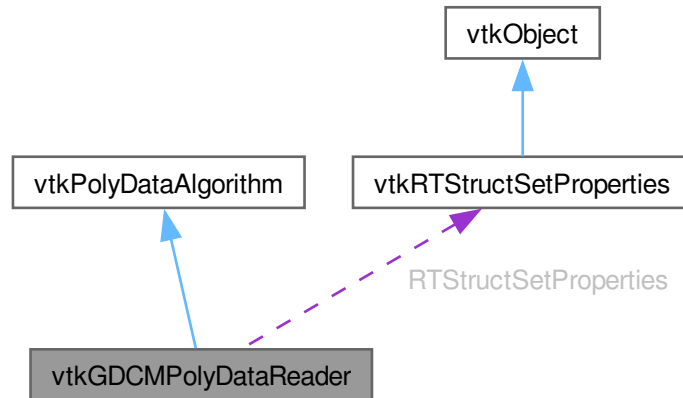 vtkObject
vtkPolyDataAlgorithm
vtkRTStructSetProperties
RTStructSetProperties
vtkGDCMPolyDataReader